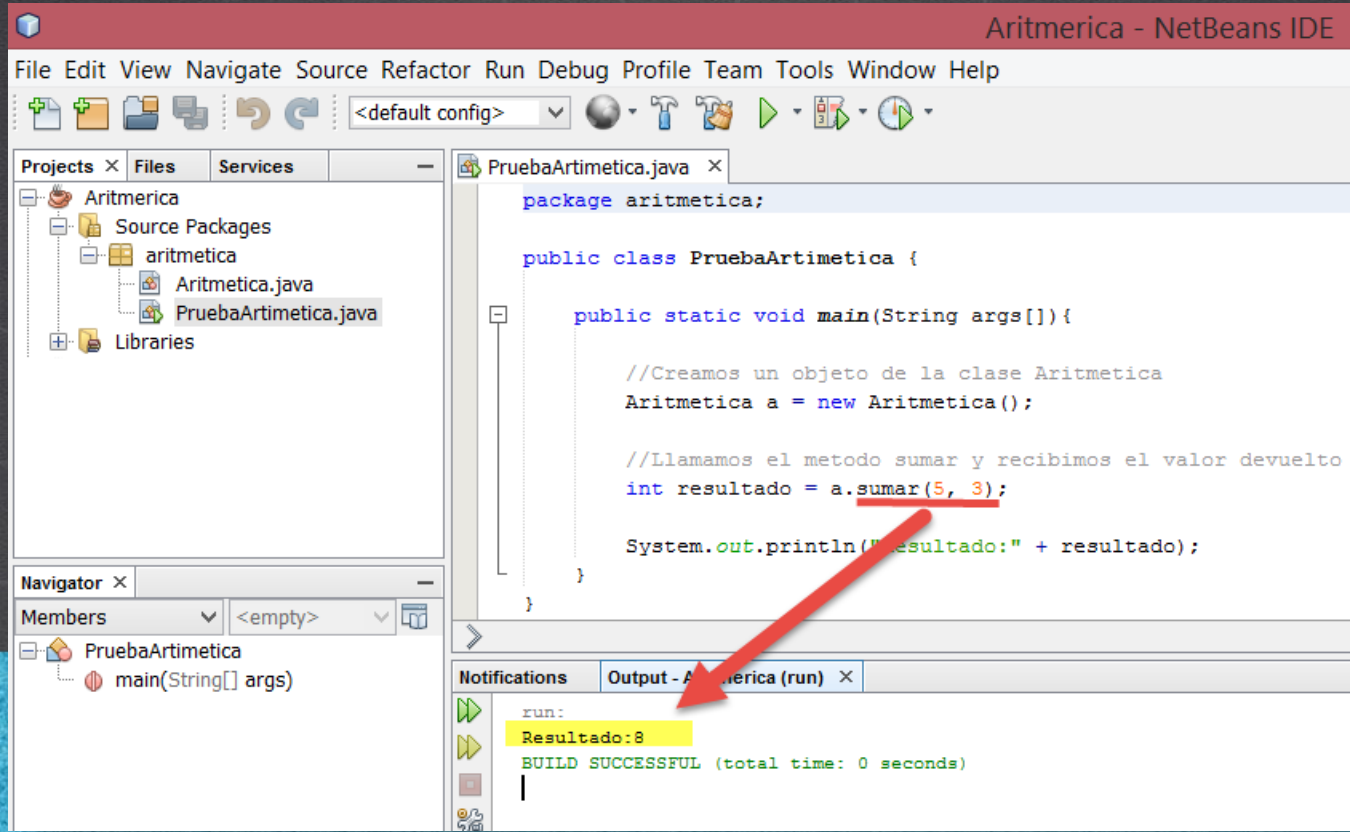 Aritmerica - NetBeans IDE
File Edit View Navigate Source Refactor Run Debug Profile Team Tools Window Help
<default config>
Projects Files Services
Aritmerica
Source Packages
aritmetica
Aritmetica.java
PruebaArtimetica.java
Libraries
Navigator
Members <empty>
PruebaArtimetica
main(String[] args)
PruebaArtimetica.java
package aritmetica;
public class PruebaArtimetica {
public static void main(String args[]){
//Creamos un objeto de la clase Aritmetica
Aritmetica a = new Aritmetica();
//Llamamos el metodo sumar y recibimos el valor devuelto
int resultado = a.sumar(5, 3);
System.out.println("Resultado:" + resultado);
}
}
Notifications Output - Aritmerica (run)
run:
Resultado:8
BUILD SUCCESSFUL (total time: 0 seconds)